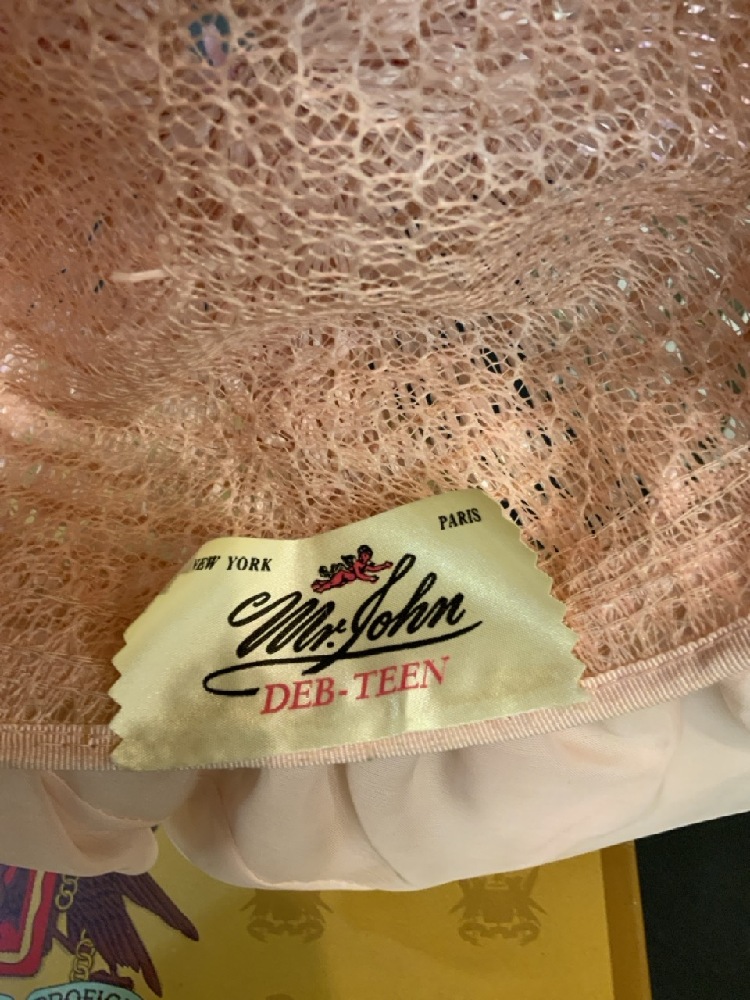 NEW YORK
PARIS
Mr. John
DEB-TEEN